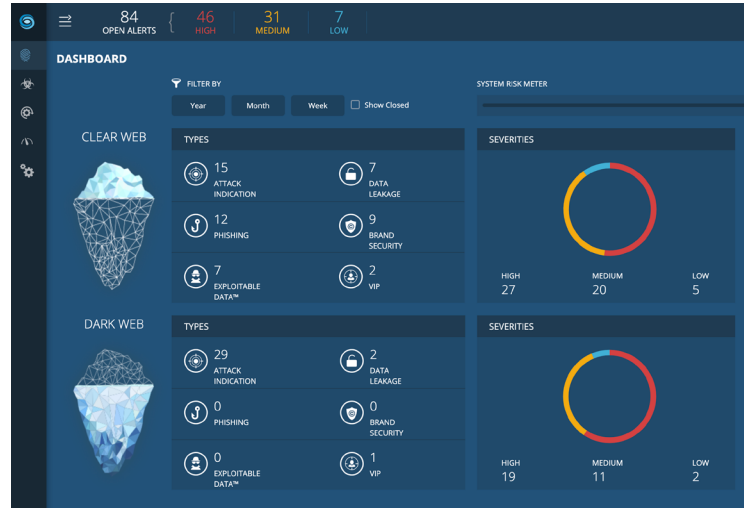 84
OPEN ALERTS
46
HIGH
31
MEDIUM
7
LOW
DASHBOARD
FILTER BY
Year Month Week Show Closed
SYSTEM RISK METER
CLEAR WEB
TYPES
15
ATTACK
INDICATION
7
DATA
LEAKAGE
12
PHISHING
9
BRAND
SECURITY
7
EXPLOITABLE
DATA™
2
VIP
SEVERITIES
HIGH MEDIUM LOW
27 20 5
DARK WEB
TYPES
29
ATTACK
INDICATION
2
DATA
LEAKAGE
0
PHISHING
0
BRAND
SECURITY
0
EXPLOITABLE
DATA™
1
VIP
SEVERITIES
HIGH MEDIUM LOW
19 11 2